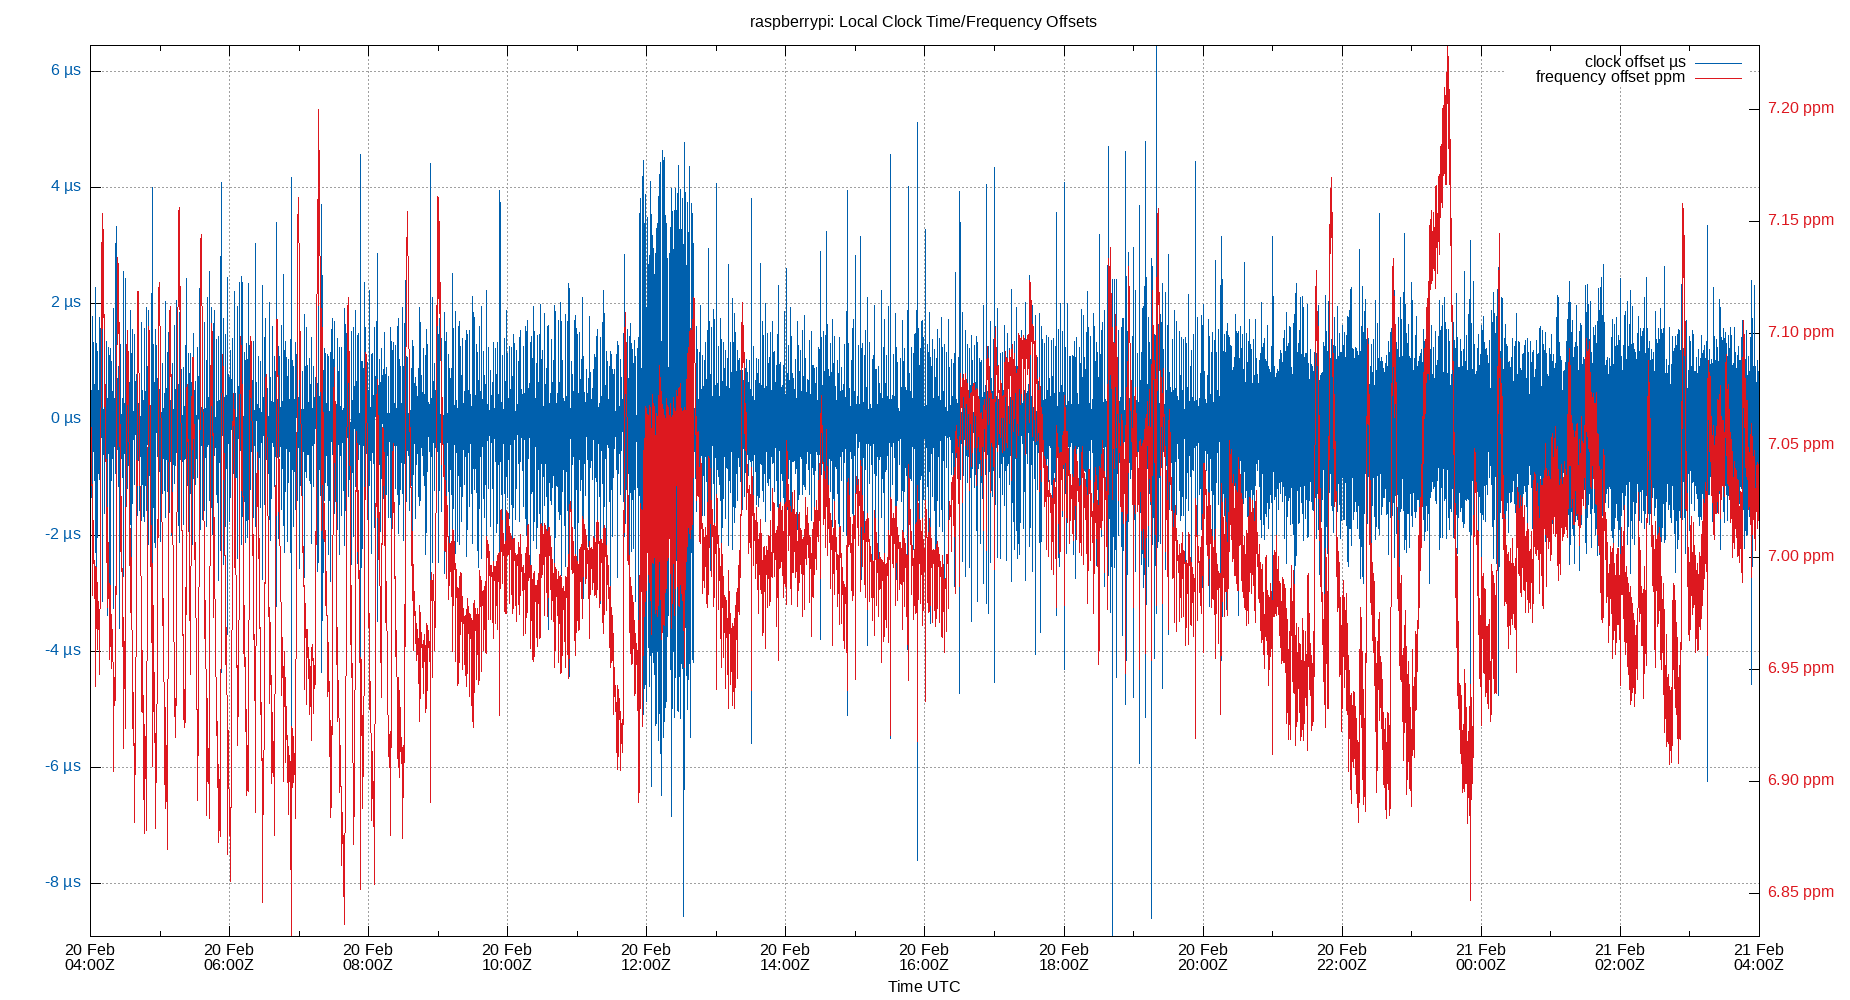 raspberrypi: Local Clock Time/Frequency Offsets
clock offset µs
frequency offset ppm
6 µs
4 µs
2 µs
0 µs
-2 µs
-4 µs
-6 µs
-8 µs
7.20 ppm
7.15 ppm
7.10 ppm
7.05 ppm
7.00 ppm
6.95 ppm
6.90 ppm
6.85 ppm
20 Feb 20 Feb 20 Feb 20 Feb 20 Feb 20 Feb 20 Feb 20 Feb 20 Feb 20 Feb 21 Feb 21 Feb 21 Feb
04:00Z 06:00Z 08:00Z 10:00Z 12:00Z 14:00Z 16:00Z 18:00Z 20:00Z 22:00Z 00:00Z 02:00Z 04:00Z
Time UTC